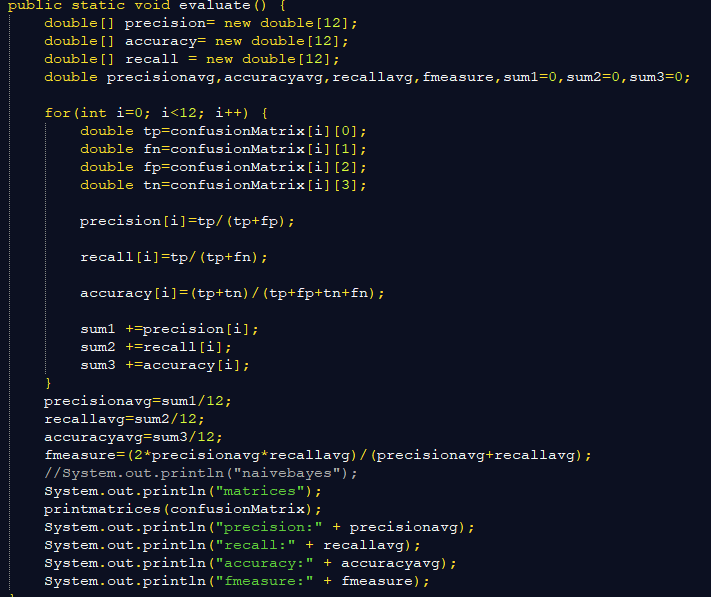 public static void evaluate() {
double[] precision= new double[12];
double[] accuracy= new double[12];
double[] recall = new double[12];
double precisionavg,accuracyavg,recallavg,fmeasure,sum1=0,sum2=0,sum3=0;
for(int i=0; i<12; i++) {
double tp=confusionMatrix[i][0];
double fn=confusionMatrix[i][1];
double fp=confusionMatrix[i][2];
double tn=confusionMatrix[i][3];
precision[i]=tp/(tp+fp);
recall[i]=tp/(tp+fn);
accuracy[i]=(tp+tn)/(tp+fp+tn+fn);
sum1 +=precision[i];
sum2 +=recall[i];
sum3 +=accuracy[i];
}
precisionavg=sum1/12;
recallavg=sum2/12;
accuracyavg=sum3/12;
fmeasure=(2*precisionavg*recallavg)/(precisionavg+recallavg);
//System.out.println("naivebayes");
System.out.println("matrices");
printmatrices(confusionMatrix);
System.out.println("precision:" + precisionavg);
System.out.println("recall:" + recallavg);
System.out.println("accuracy:" + accuracyavg);
System.out.println("fmeasure:" + fmeasure);
}